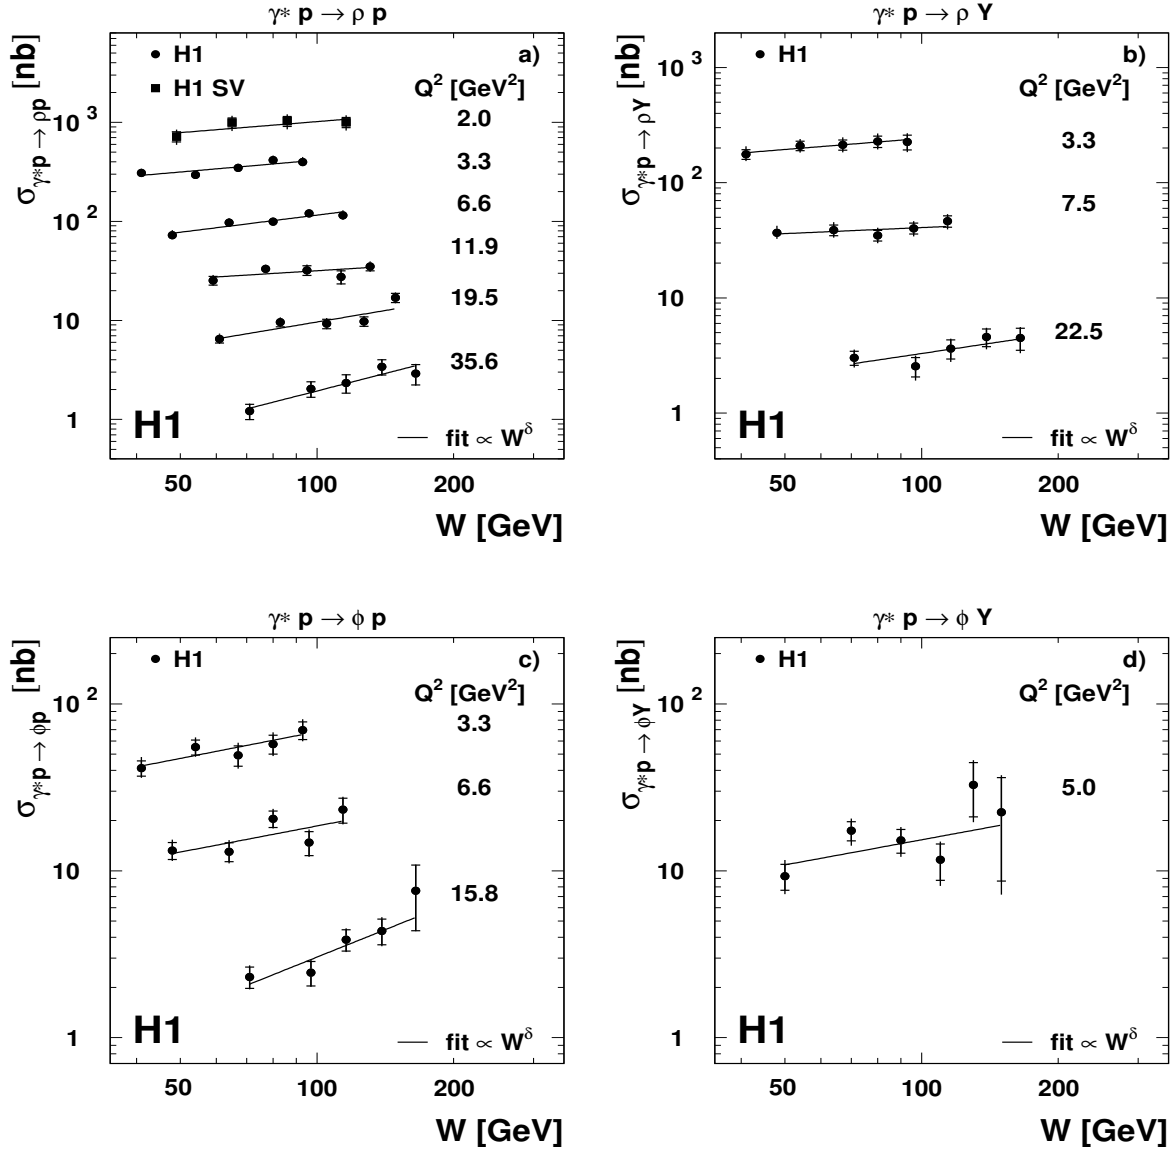 γ* p → ρ p
σγ*p → ρp [nb]
H1
a)
H1 SV
Q² [GeV²]
2.0
3.3
6.6
11.9
19.5
35.6
10³
10²
10
1
H1
fit ∝ W^δ
50 100 200
W [GeV]
γ* p → ρ Y
σγ*p → ρY [nb]
H1
b)
Q² [GeV²]
3.3
7.5
22.5
10³
10²
10
1
H1
fit ∝ W^δ
50 100 200
W [GeV]
γ* p → ϕ p
σγ*p → ϕp [nb]
H1
c)
Q² [GeV²]
3.3
6.6
15.8
10²
10
1
H1
fit ∝ W^δ
50 100 200
W [GeV]
γ* p → ϕ Y
σγ*p → ϕY [nb]
H1
d)
Q² [GeV²]
5.0
10²
10
1
H1
fit ∝ W^δ
50 100 200
W [GeV]